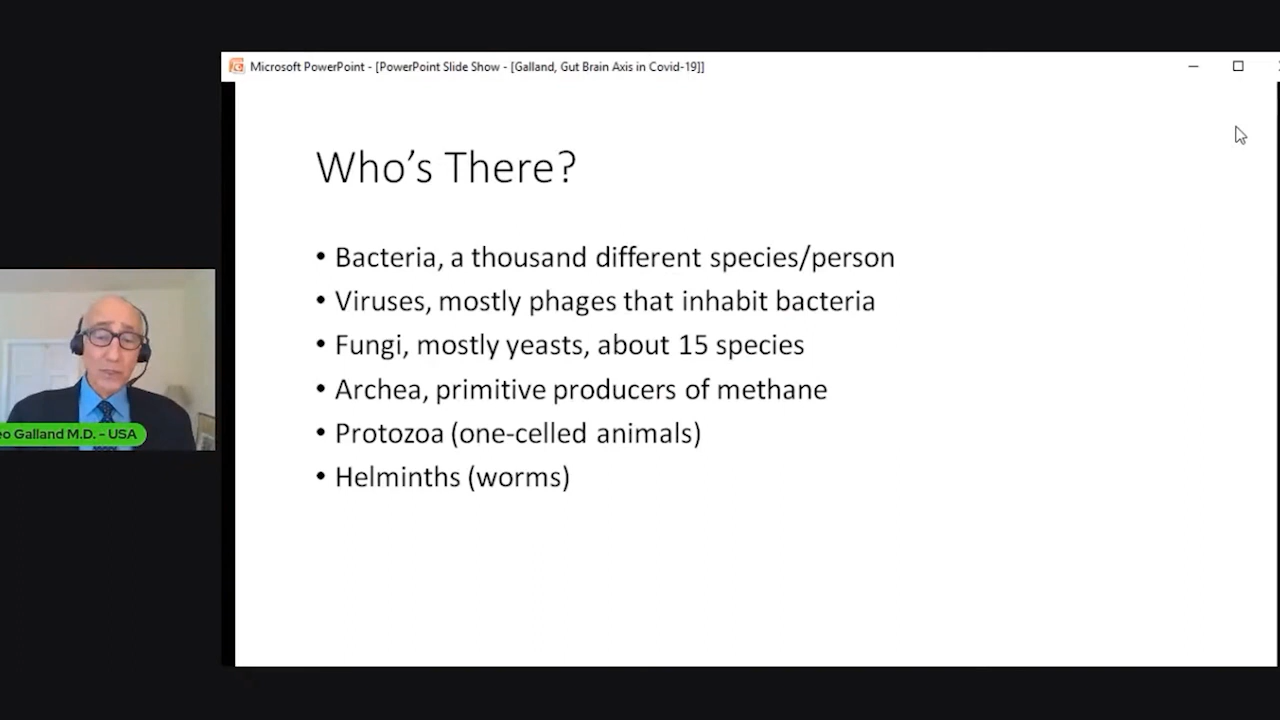 Microsoft PowerPoint - [PowerPoint Slide Show - [Galland, Gut Brain Axis in Covid-19]]
Who's There?
• Bacteria, a thousand different species/person
• Viruses, mostly phages that inhabit bacteria
• Fungi, mostly yeasts, about 15 species
• Archea, primitive producers of methane
• Protozoa (one-celled animals)
• Helminths (worms)
eo Galland M.D. - USA